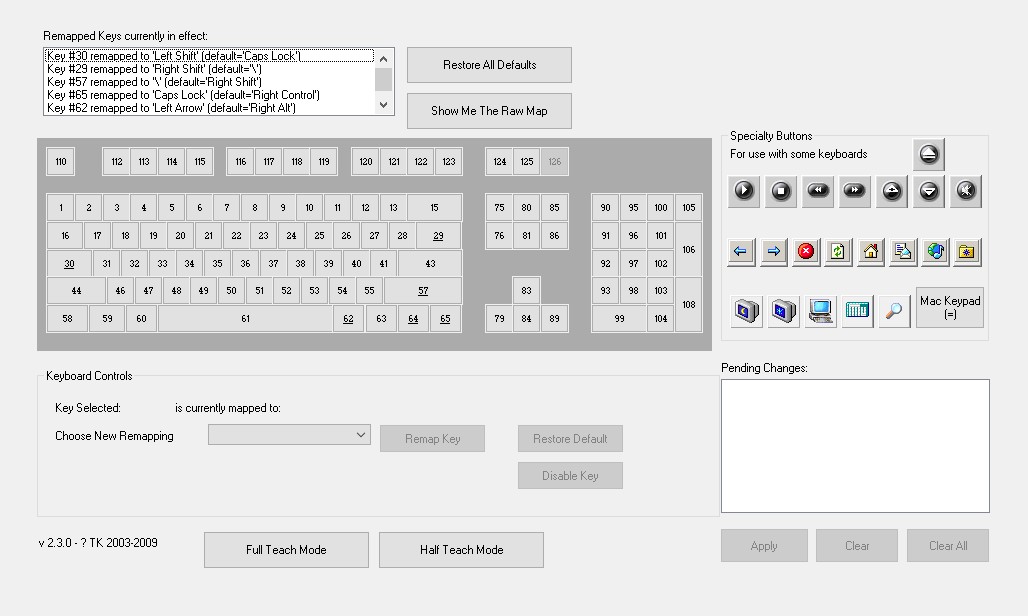 Remapped Keys currently in effect:
Key #30 remapped to 'Left Shift' (default='Caps Lock')
Key #29 remapped to 'Right Shift' (default='\')
Key #57 remapped to '\' (default='Right Shift')
Key #65 remapped to 'Caps Lock' (default='Right Control')
Key #62 remapped to 'Left Arrow' (default='Right Alt')
Restore All Defaults
Show Me The Raw Map
110 112 113 114 115 116 117 118 119 120 121 122 123 124 125 126
1 2 3 4 5 6 7 8 9 10 11 12 13 15 75 80 85 90 95 100 105
16 17 18 19 20 21 22 23 24 25 26 27 28 29 76 81 86 91 96 101
106
30 31 32 33 34 35 36 37 38 39 40 41 43 92 97 102
44 46 47 48 49 50 51 52 53 54 55 57 83 93 98 103
108
58 59 60 61 62 63 64 65 79 84 89 99 104
Specialty Buttons
For use with some keyboards
Mac Keypad
(=)
Keyboard Controls
Key Selected: is currently mapped to:
Choose New Remapping
Remap Key
Restore Default
Disable Key
Pending Changes:
v 2.3.0 - ? TK 2003-2009
Full Teach Mode
Half Teach Mode
Apply
Clear
Clear All